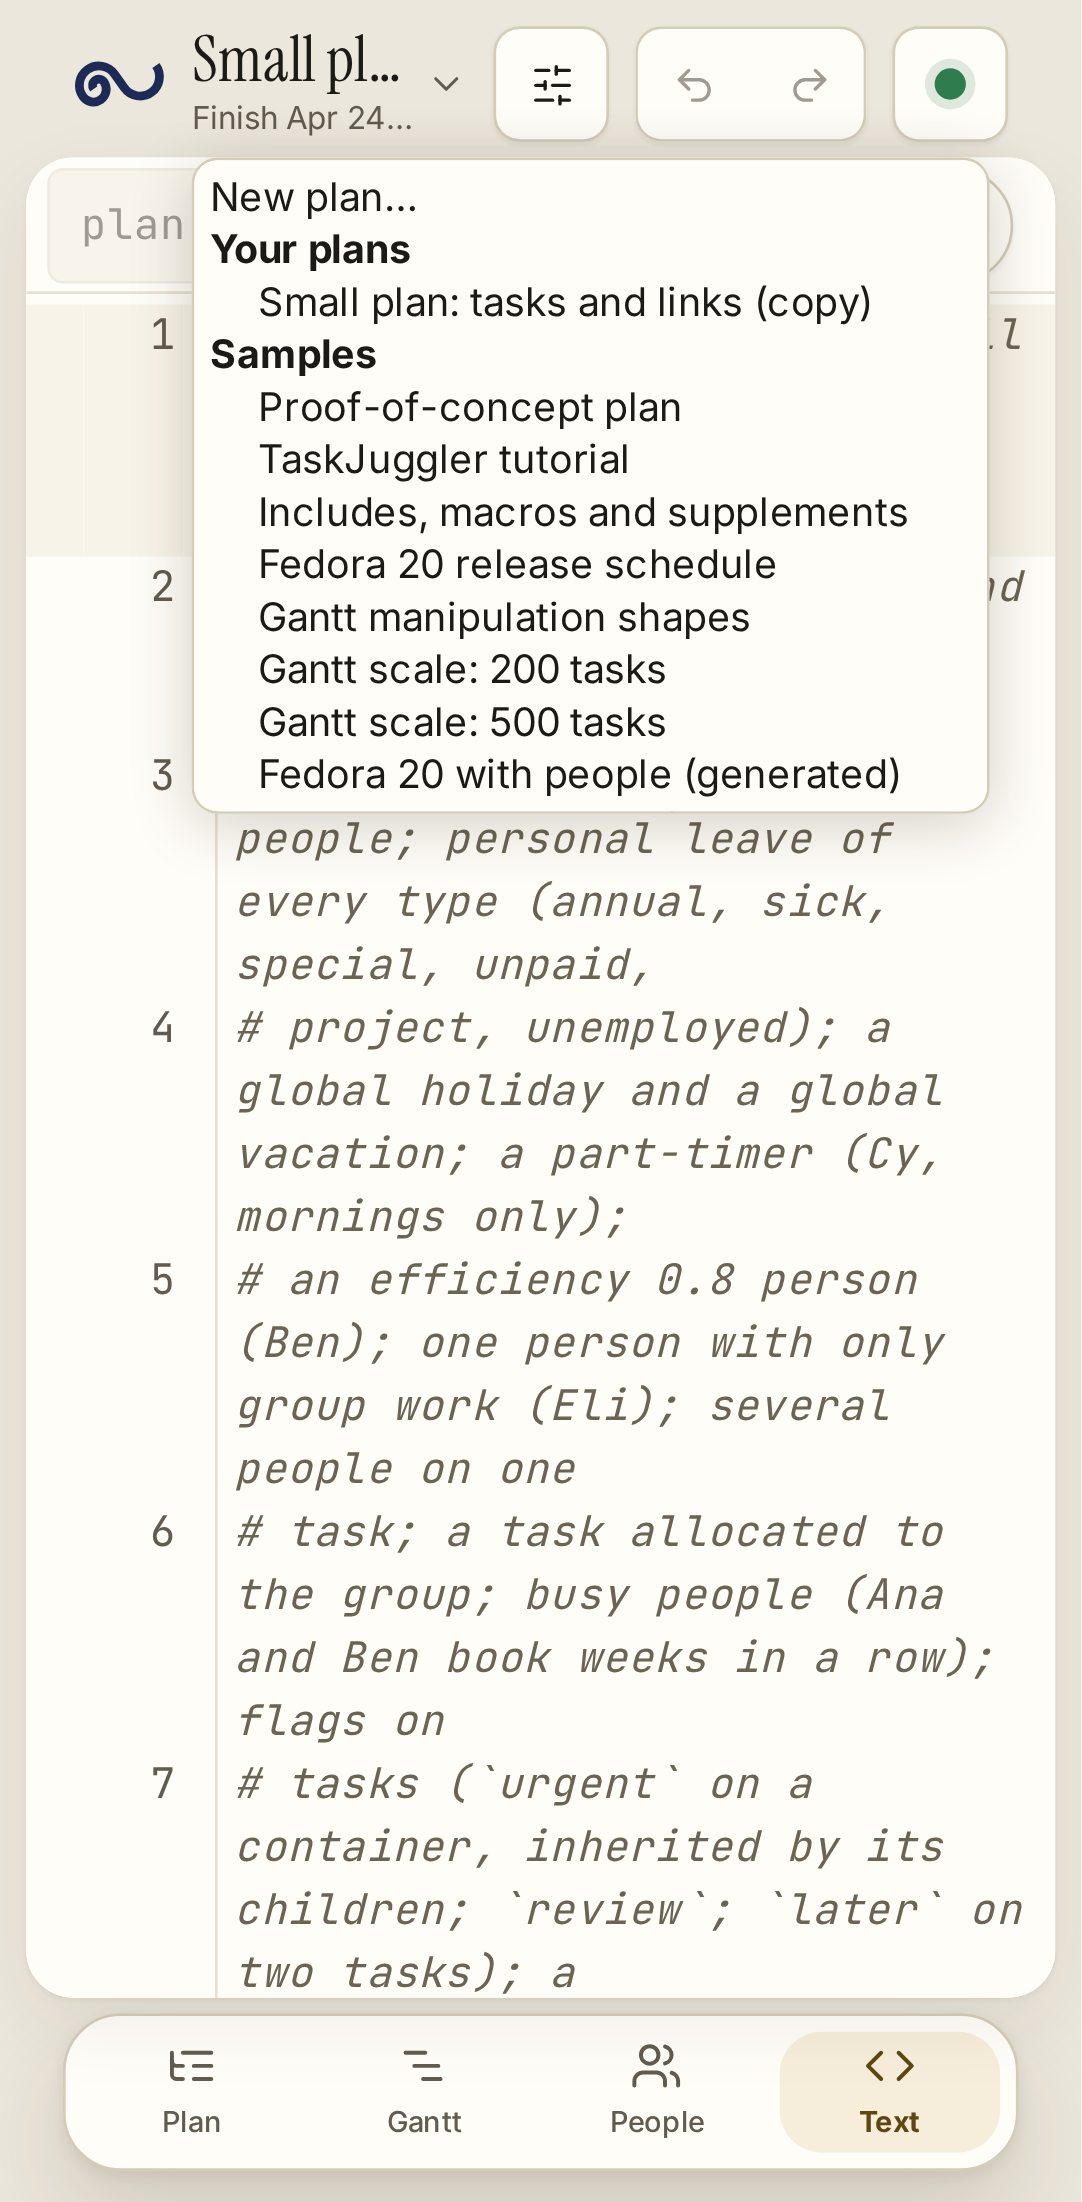 Small pl...
Finish Apr 24...
New plan...
Your plans
Small plan: tasks and links (copy)
Samples
Proof-of-concept plan
TaskJuggler tutorial
Includes, macros and supplements
Fedora 20 release schedule
Gantt manipulation shapes
Gantt scale: 200 tasks
Gantt scale: 500 tasks
Fedora 20 with people (generated)
plan
1
2
3
people; personal leave of
every type (annual, sick,
special, unpaid,
4 # project, unemployed); a
global holiday and a global
vacation; a part-timer (Cy,
mornings only);
5 # an efficiency 0.8 person
(Ben); one person with only
group work (Eli); several
people on one
6 # task; a task allocated to
the group; busy people (Ana
and Ben book weeks in a row);
flags on
7 # tasks (`urgent` on a
container, inherited by its
children; `review`; `later` on
two tasks); a
Plan
Gantt
People
Text